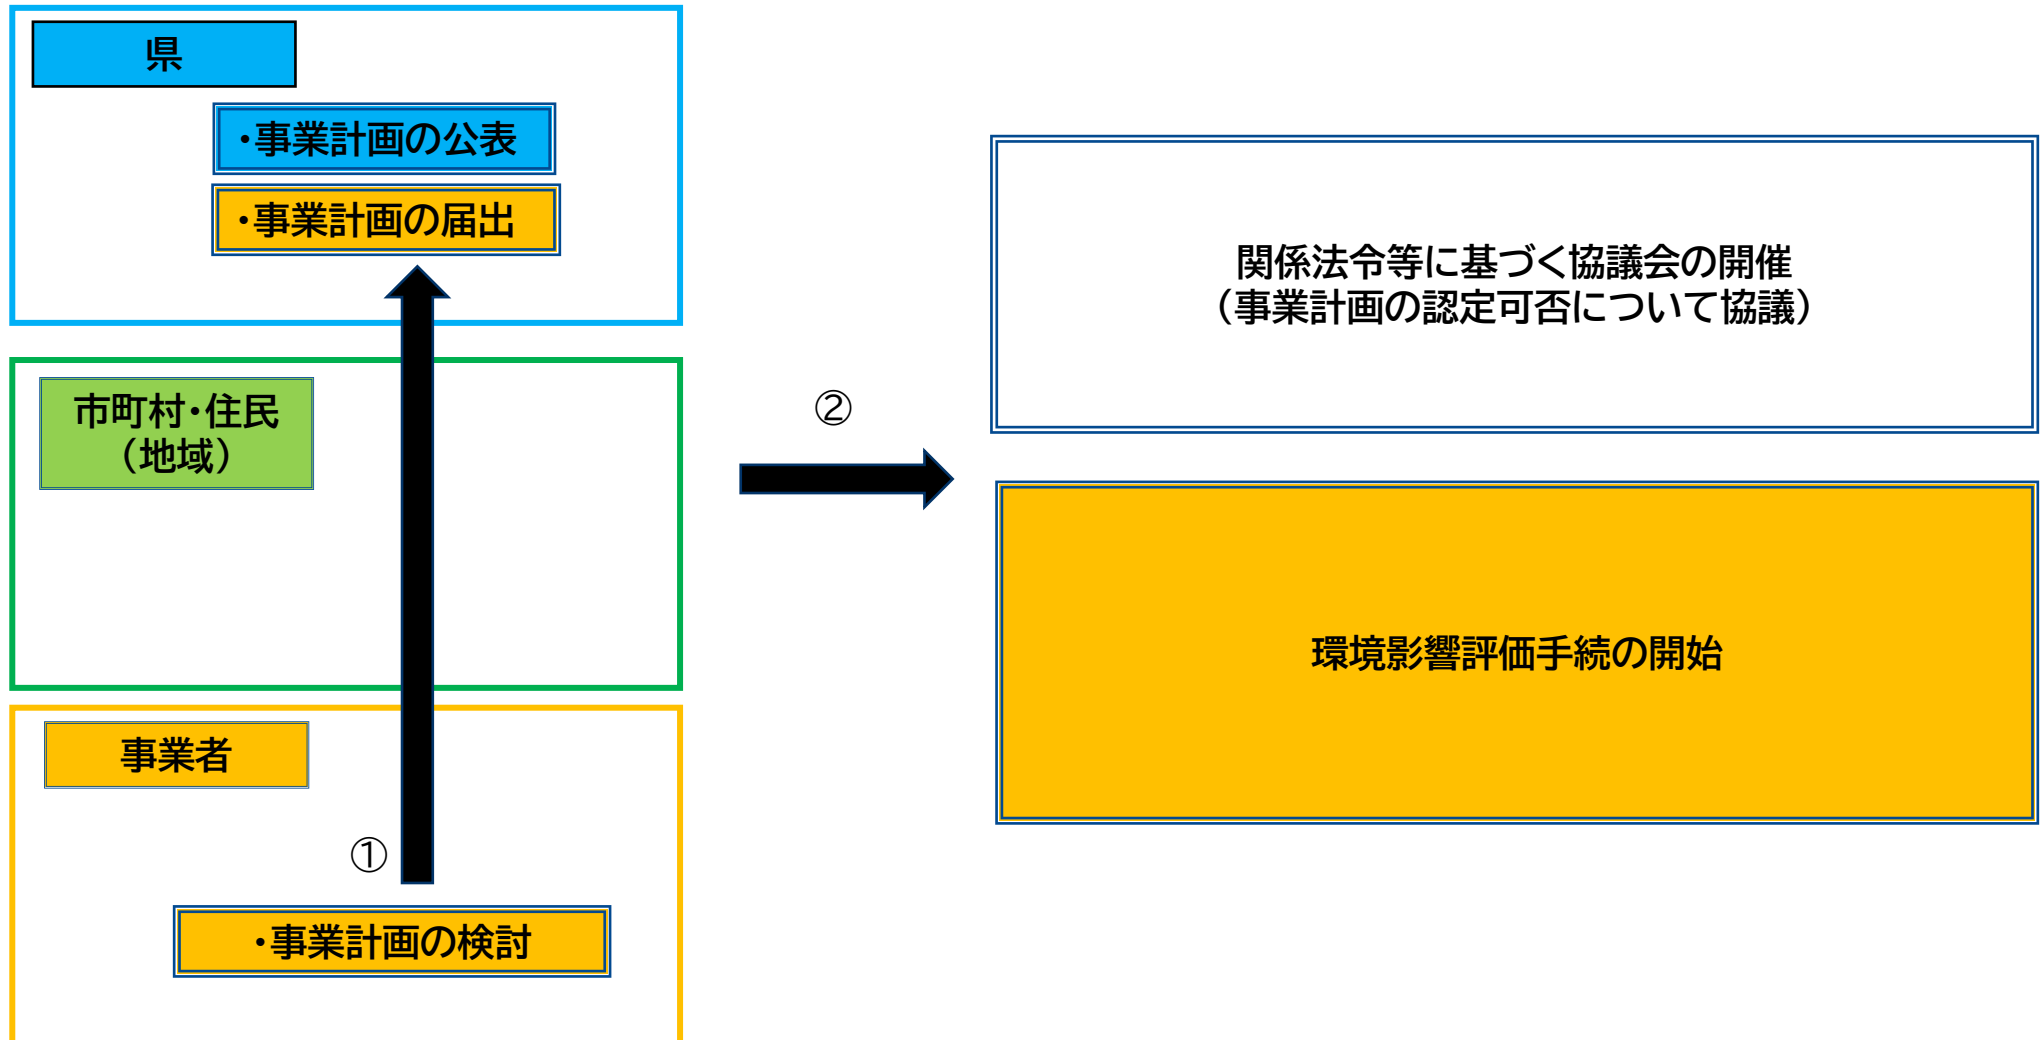 県
・事業計画の公表
・事業計画の届出
市町村・住民
（地域）
事業者
①
・事業計画の検討
②
関係法令等に基づく協議会の開催
（事業計画の認定可否について協議）
環境影響評価手続の開始